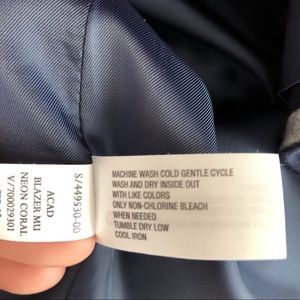 S/449530-00
ACAD
BLAZER MU
NEON CORAL
V/700029301
MACHINE WASH COLD GENTLE CYCLE
WASH AND DRY INSIDE OUT
WITH LIKE COLORS
ONLY NON-CHLORINE BLEACH
WHEN NEEDED
TUMBLE DRY LOW
COOL IRON